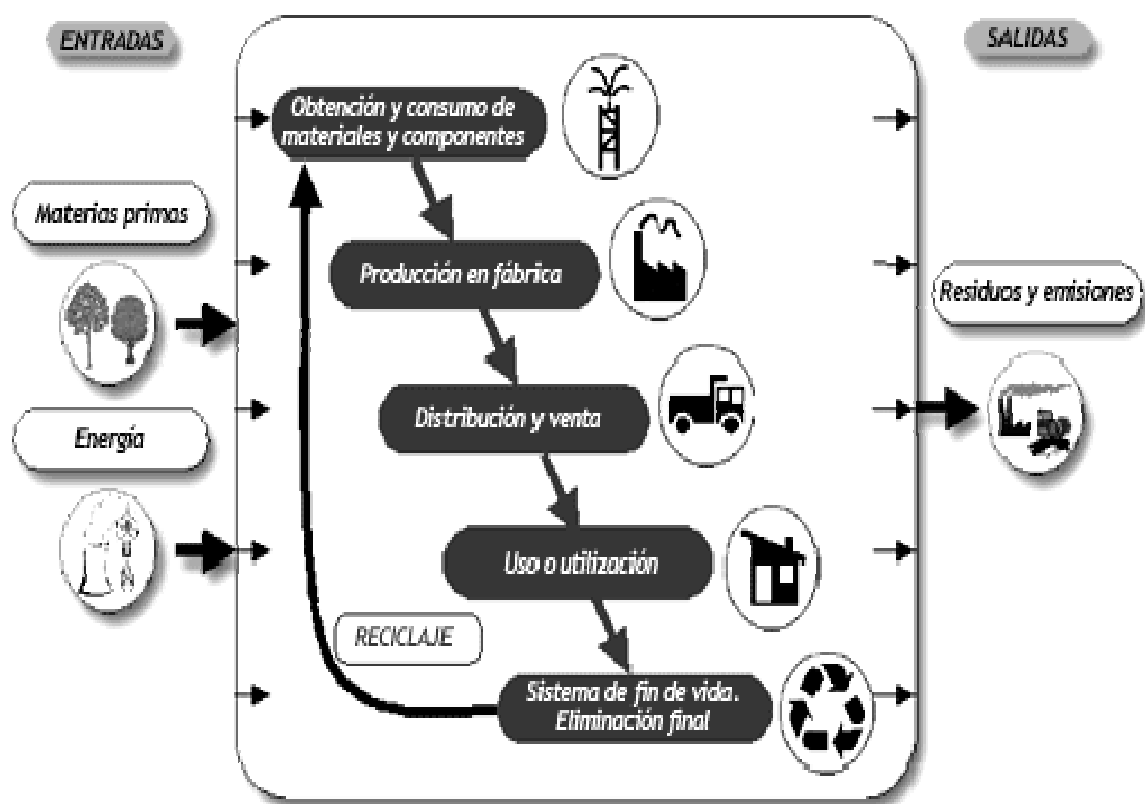 ENTRADAS
SALIDAS
Obtención y consumo de
materiales y componentes
Materias primas
Producción en fábrica
Residuos y emisiones
Distribución y venta
Energía
Uso o utilización
RECICLAJE
Sistema de fin de vida.
Eliminación final